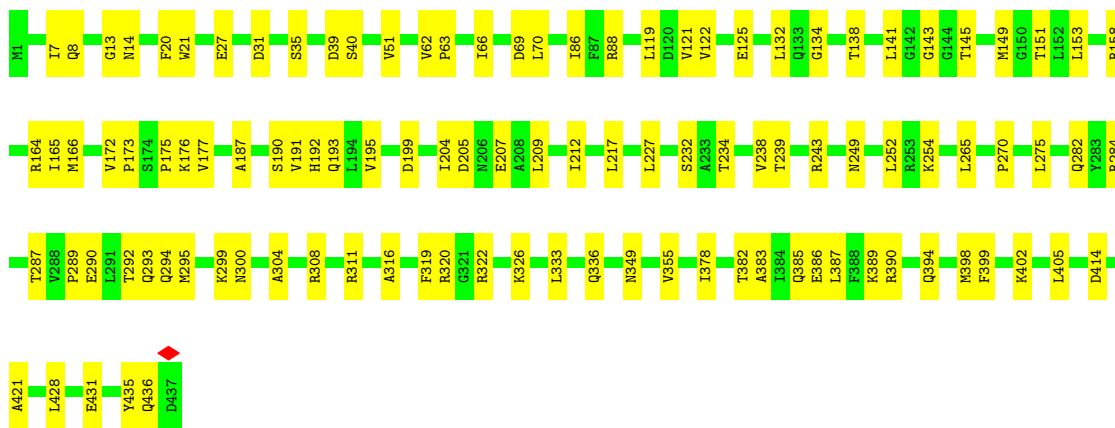 M1 I7 Q8 G13 N14 F20 W21 E27 D31 S35 D39 S40 V51 V62 P63 I66 D69 L70 I86 F87 R88 L119 D120 V121 V122 E125 L132 Q133 G134 T138 L141 G142 G143 G144 T145 M149 G150 T151 L152 L153
R164 I165 M166 V172 P173 S174 P175 K176 V177 A187 S190 V191 H192 Q193 L194 V195 D199 I204 D205 N206 E207 A208 L209 I212 L217 L227 S232 A233 T234 V238 T239 R243 N249 L252 R253 K254 L265 P270 L275 Q282 Y283
T287 V288 P289 E290 L291 T292 Q293 Q294 M295 K299 N300 A304 R308 R311 A316 F319 R320 G321 R322 K326 L333 Q336 N349 V355 I378 T382 A383 I384 Q385 E386 L387 F388 K389 R390 Q394 M398 F399 K402 L405 D414
A421 L428 E431 Y435 Q436 D437